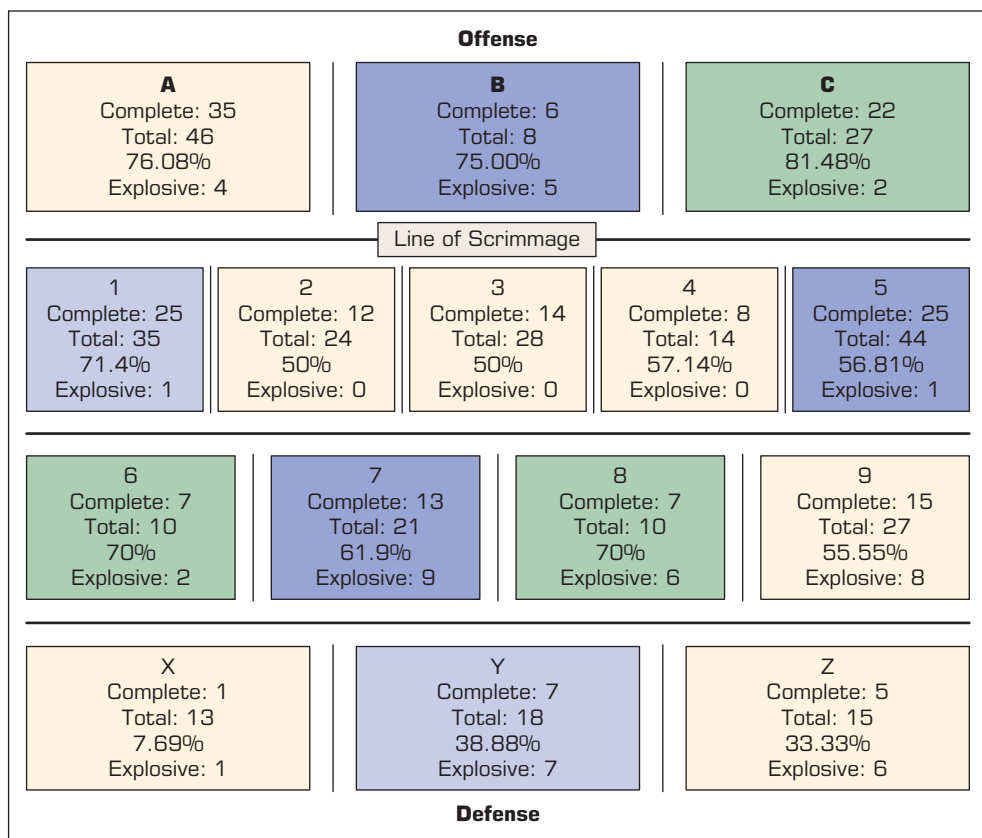 Offense
A
Complete: 35
Total: 46
76.08%
Explosive: 4
B
Complete: 6
Total: 8
75.00%
Explosive: 5
C
Complete: 22
Total: 27
81.48%
Explosive: 2
Line of Scrimmage
1
Complete: 25
Total: 35
71.4%
Explosive: 1
2
Complete: 12
Total: 24
50%
Explosive: 0
3
Complete: 14
Total: 28
50%
Explosive: 0
4
Complete: 8
Total: 14
57.14%
Explosive: 0
5
Complete: 25
Total: 44
56.81%
Explosive: 1
6
Complete: 7
Total: 10
70%
Explosive: 2
7
Complete: 13
Total: 21
61.9%
Explosive: 9
8
Complete: 7
Total: 10
70%
Explosive: 6
9
Complete: 15
Total: 27
55.55%
Explosive: 8
X
Complete: 1
Total: 13
7.69%
Explosive: 1
Y
Complete: 7
Total: 18
38.88%
Explosive: 7
Z
Complete: 5
Total: 15
33.33%
Explosive: 6
Defense